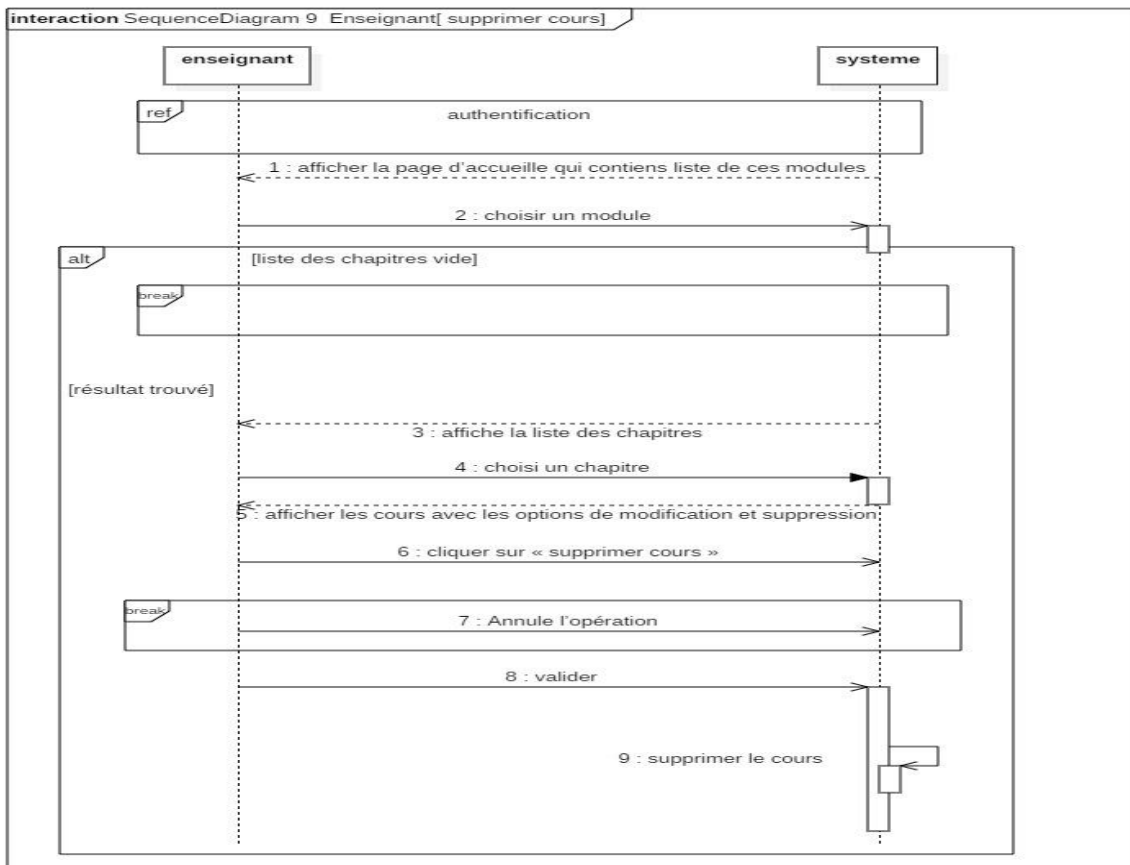 interaction SequenceDiagram 9 Enseignant[ supprimer cours]
enseignant
systeme
ref
authentification
1 : afficher la page d'accueille qui contiens liste de ces modules
2 : choisir un module
alt
[liste des chapitres vide]
break
[résultat trouvé]
3 : affiche la liste des chapitres
4 : choisi un chapitre
5 : afficher les cours avec les options de modification et suppression
6 : cliquer sur « supprimer cours »
break
7 : Annule l'opération
8 : valider
9 : supprimer le cours